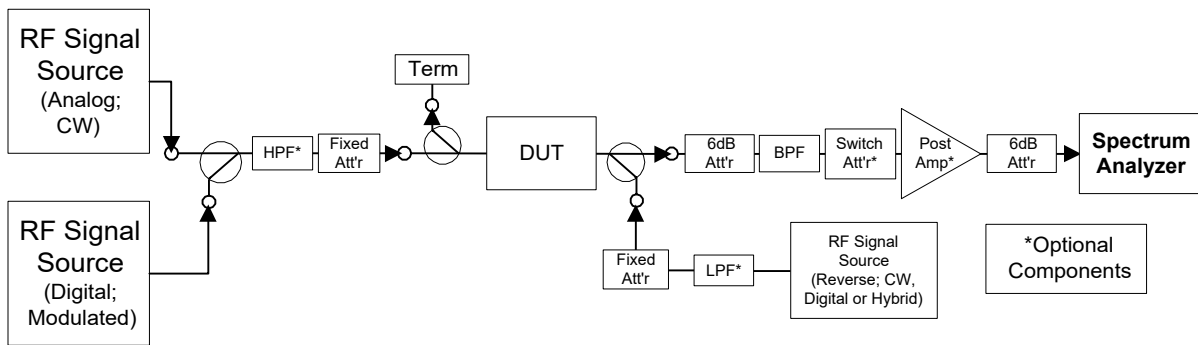 RF Signal
Source
(Analog;
CW)
RF Signal
Source
(Digital;
Modulated)
HPF*
Fixed
Att'r
Term
DUT
6dB
Att'r
BPF
Switch
Att'r*
Post
Amp*
6dB
Att'r
Spectrum
Analyzer
Fixed
Att'r
LPF*
RF Signal
Source
(Reverse; CW,
Digital or Hybrid)
*Optional
Components